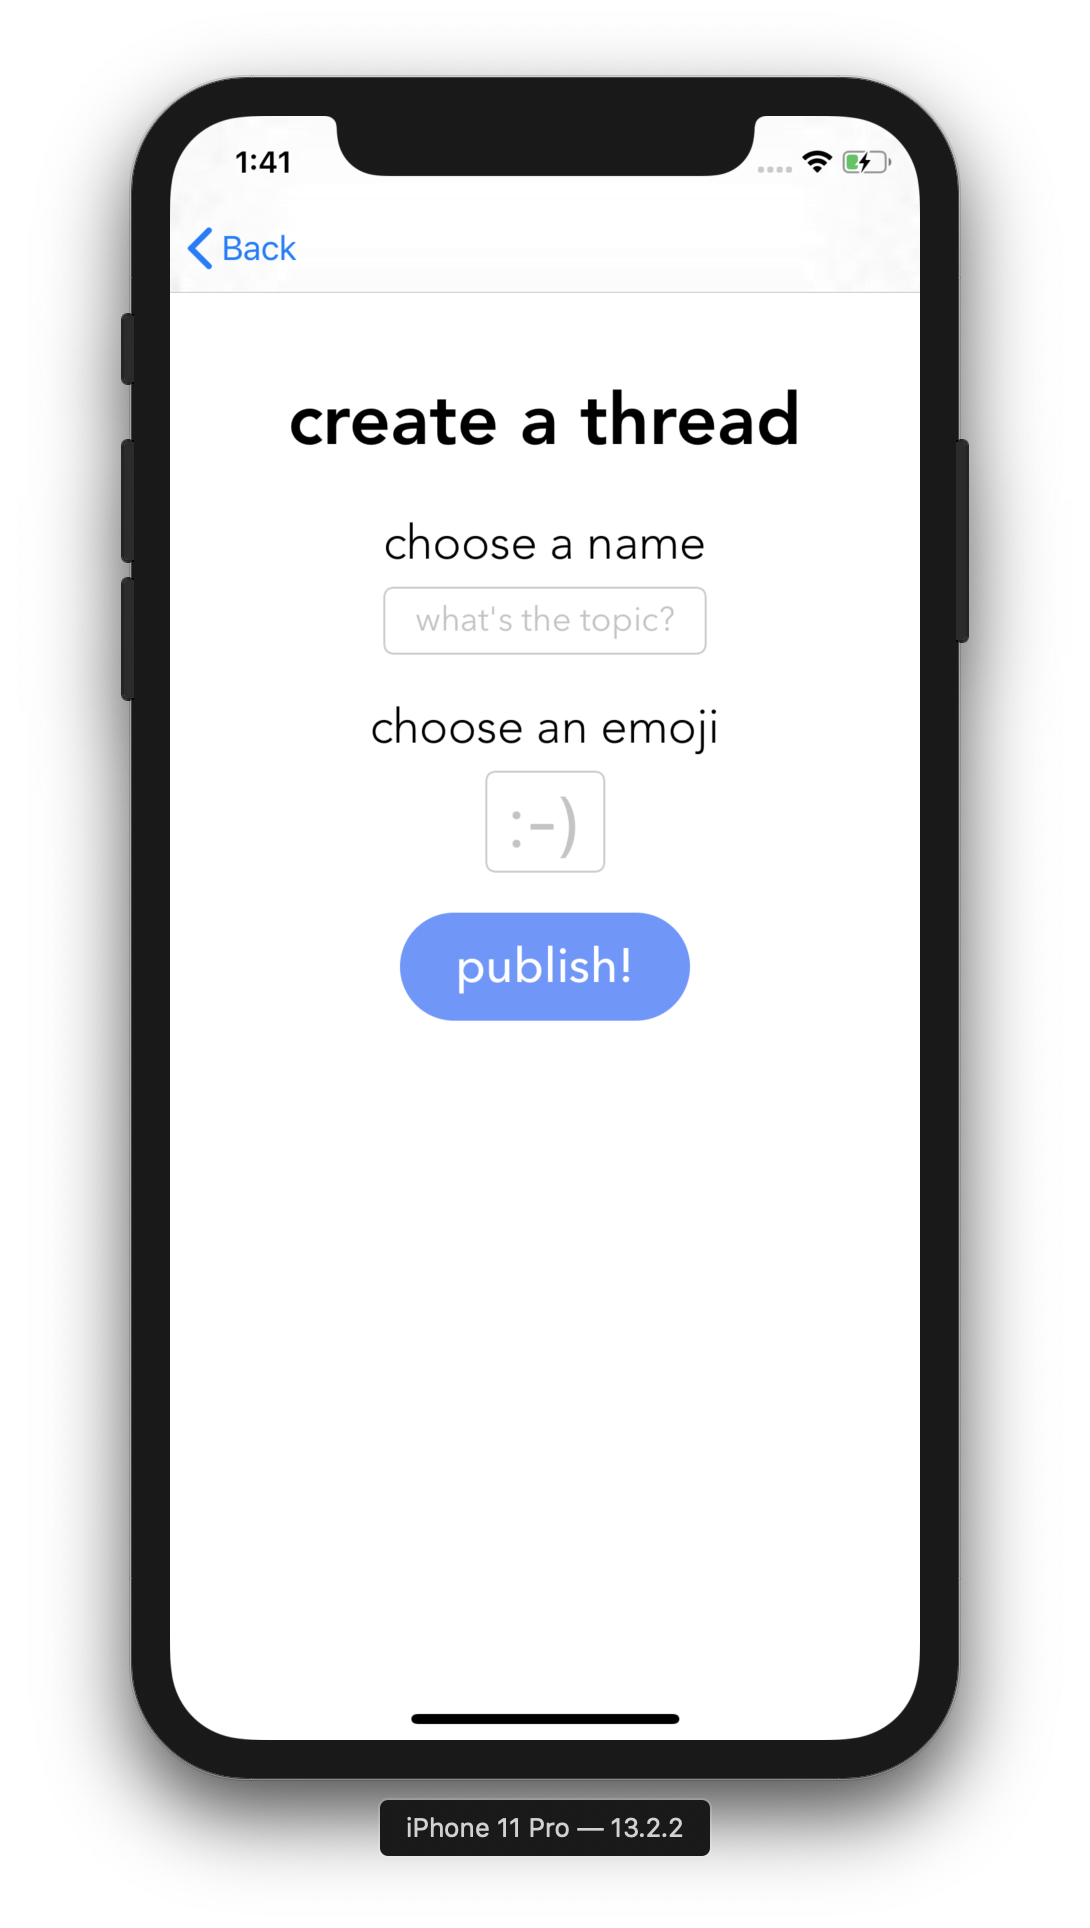 1:41
Back
create a thread
choose a name
what's the topic?
choose an emoji
:-)
publish!
iPhone 11 Pro — 13.2.2